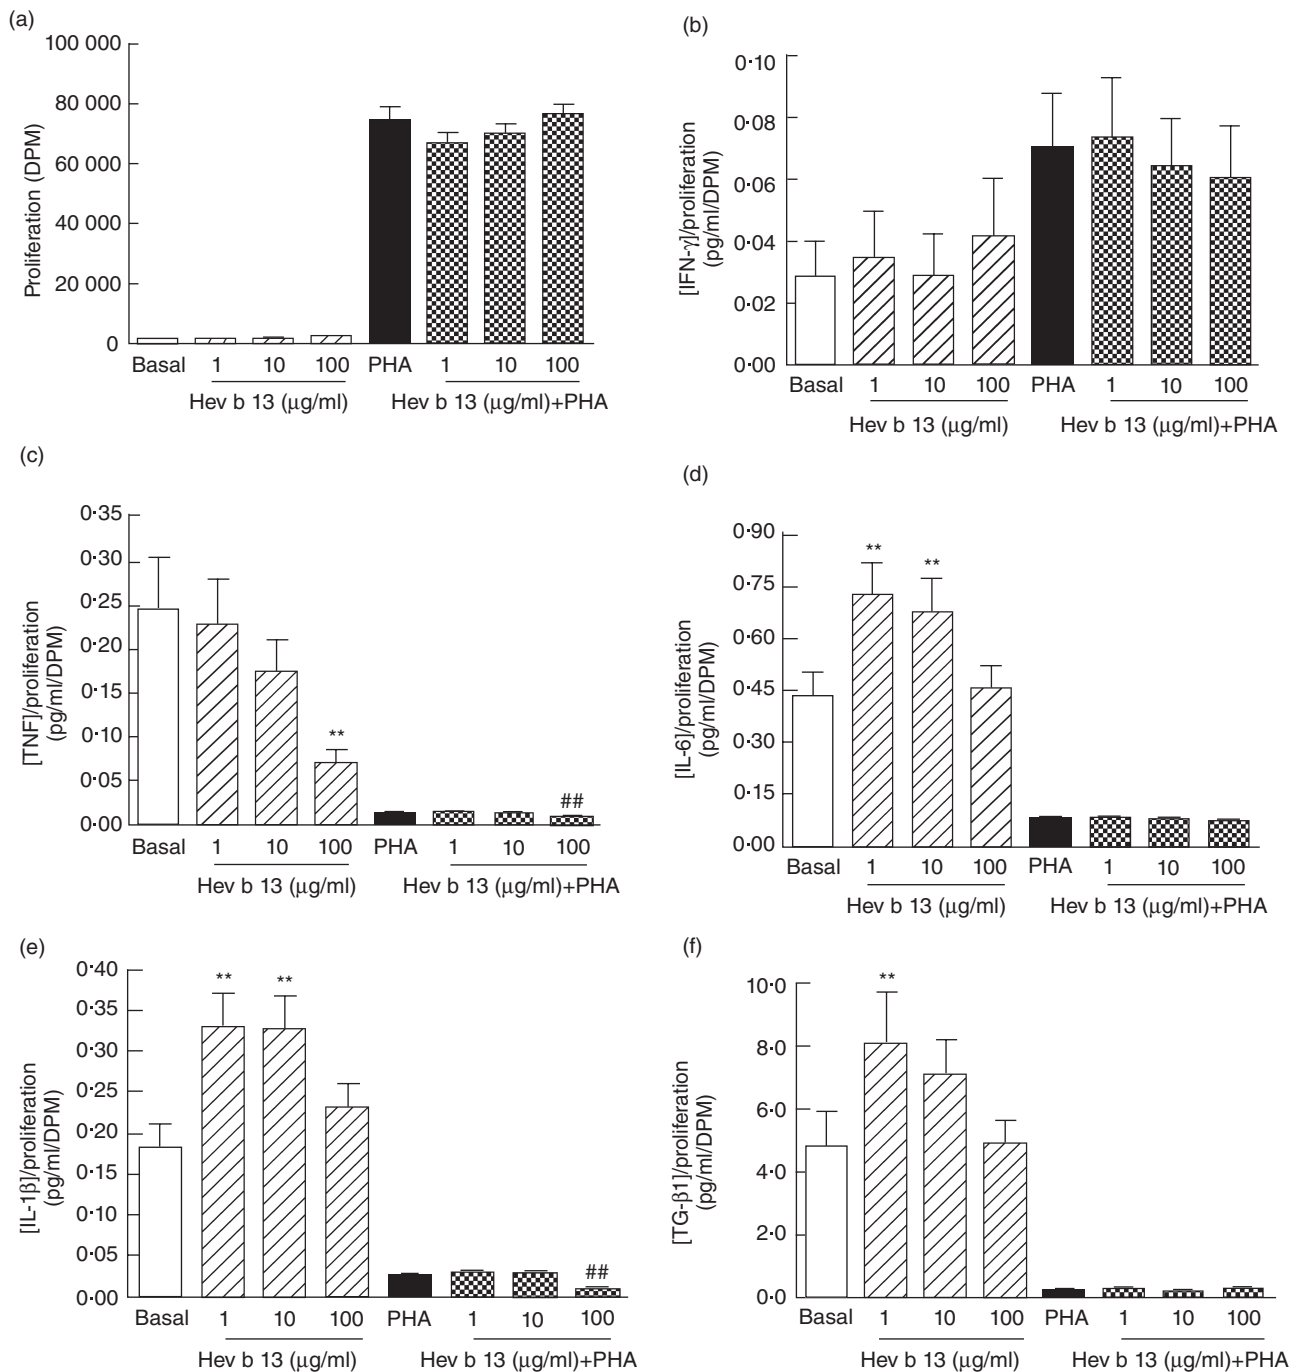 (a)
Proliferation (DPM)
100 000
80 000
60 000
40 000
20 000
0
Basal 1 10 100 PHA 1 10 100
Hev b 13 (μg/ml) Hev b 13 (μg/ml)+PHA
(b)
[IFN-γ]/proliferation
(pg/ml/DPM)
0·10
0·08
0·06
0·04
0·02
0·00
Basal 1 10 100 PHA 1 10 100
Hev b 13 (μg/ml) Hev b 13 (μg/ml)+PHA
(c)
[TNF]/proliferation
(pg/ml/DPM)
0·35
0·30
0·25
0·20
0·15
0·10
0·05
0·00
**
##
Basal 1 10 100 PHA 1 10 100
Hev b 13 (μg/ml) Hev b 13 (μg/ml)+PHA
(d)
[IL-6]/proliferation
(pg/ml/DPM)
0·90
0·75
0·60
0·45
0·30
0·15
0·00
** **
Basal 1 10 100 PHA 1 10 100
Hev b 13 (μg/ml) Hev b 13 (μg/ml)+PHA
(e)
[IL-1β]/proliferation
(pg/ml/DPM)
0·40
0·35
0·30
0·25
0·20
0·15
0·10
0·05
0·00
** **
##
Basal 1 10 100 PHA 1 10 100
Hev b 13 (μg/ml) Hev b 13 (μg/ml)+PHA
(f)
[TG-β1]/proliferation
(pg/ml/DPM)
10·0
8·0
6·0
4·0
2·0
0·0
**
Basal 1 10 100 PHA 1 10 100
Hev b 13 (μg/ml) Hev b 13 (μg/ml)+PHA